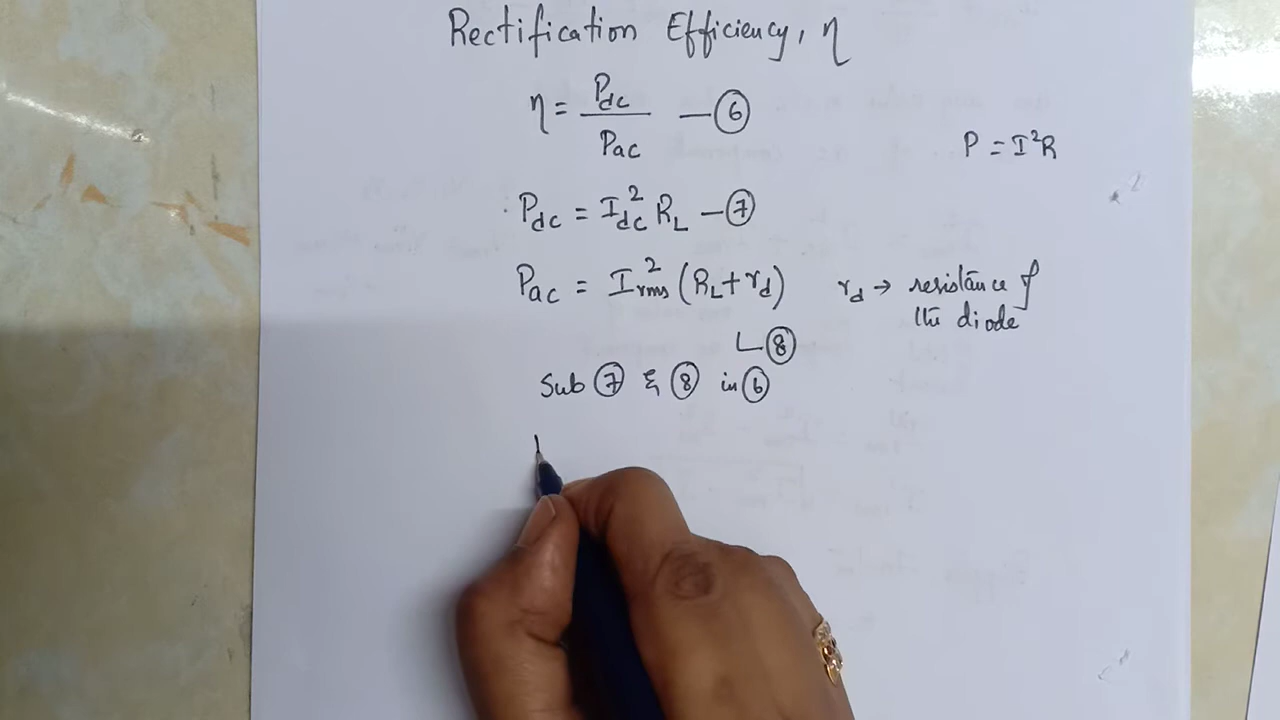 Rectification Efficiency, η
η = Pdc / Pac — ⑥
P = I²R
Pdc = Idc² RL — ⑦
Pac = Irms² (RL + rd) rd → resistance of
the diode
∟⑧
Sub ⑦ & ⑧ in ⑥